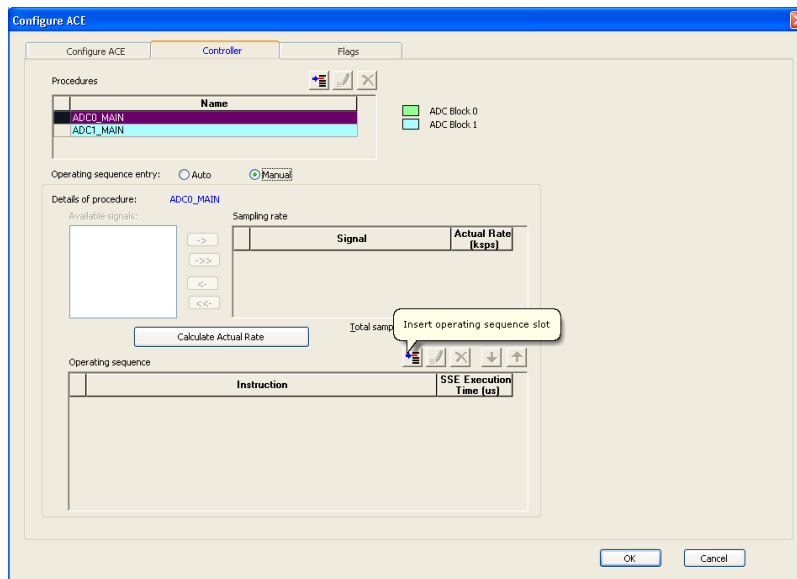 Configure ACE
Configure ACE Controller Flags
Procedures
Name
ADC0_MAIN
ADC1_MAIN
ADC Block 0
ADC Block 1
Operating sequence entry: Auto Manual
Details of procedure: ADC0_MAIN
Available signals:
Sampling rate
Signal
Actual Rate
(ksps)
->
->>
<-
<<-
Total samp
Insert operating sequence slot
Calculate Actual Rate
Operating sequence
Instruction
SSE Execution
Time (us)
OK Cancel